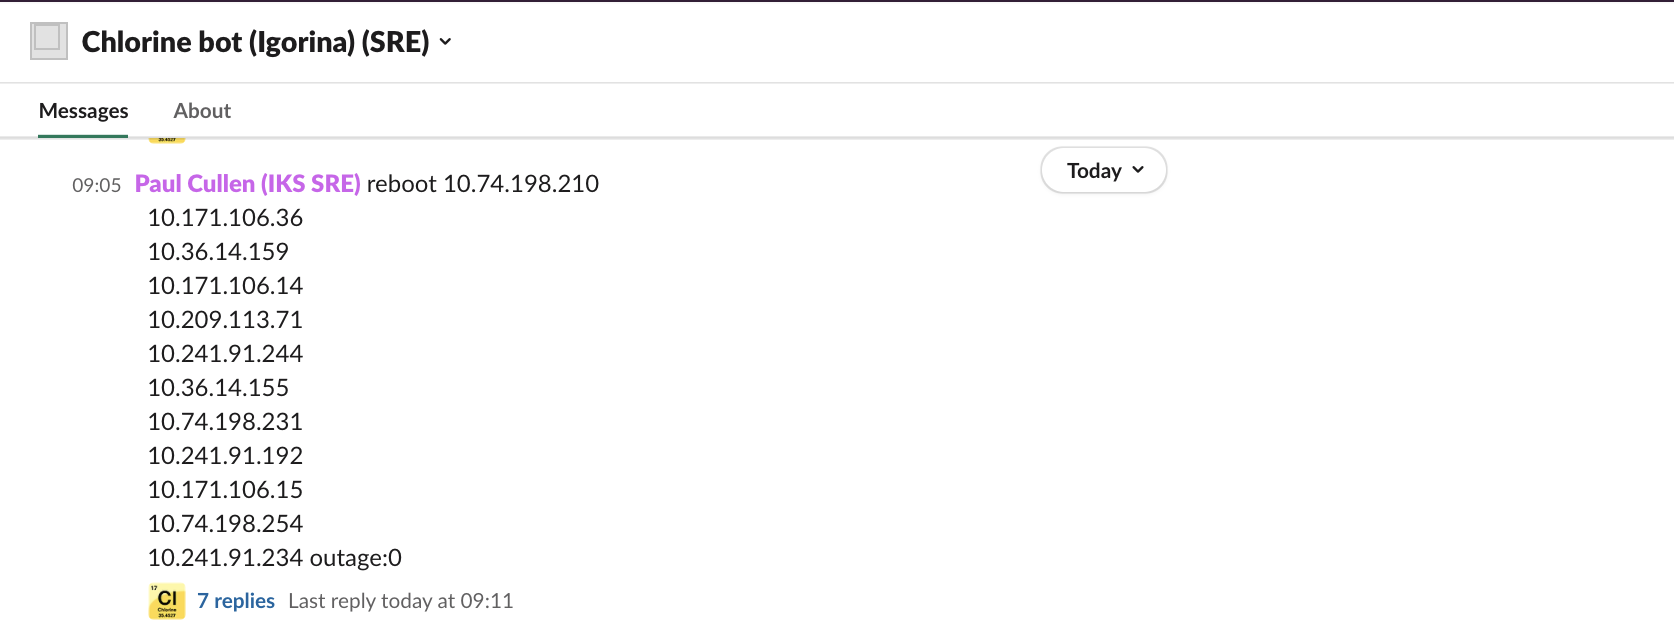 Chlorine bot (Igorina) (SRE)
Messages About
35.4527
Today
09:05 Paul Cullen (IKS SRE) reboot 10.74.198.210
10.171.106.36
10.36.14.159
10.171.106.14
10.209.113.71
10.241.91.244
10.36.14.155
10.74.198.231
10.241.91.192
10.171.106.15
10.74.198.254
10.241.91.234 outage:0
17
Cl
Chlorine
35.4527
7 replies Last reply today at 09:11